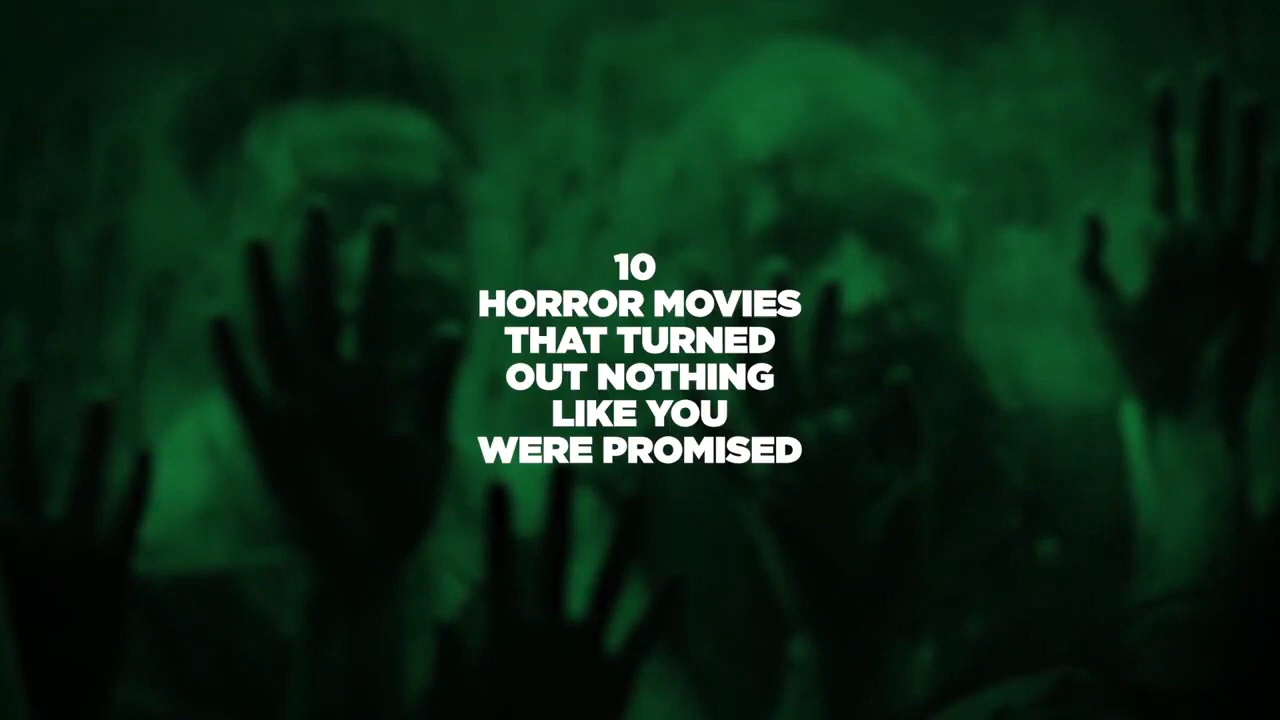 10
HORROR MOVIES
THAT TURNED
OUT NOTHING
LIKE YOU
WERE PROMISED